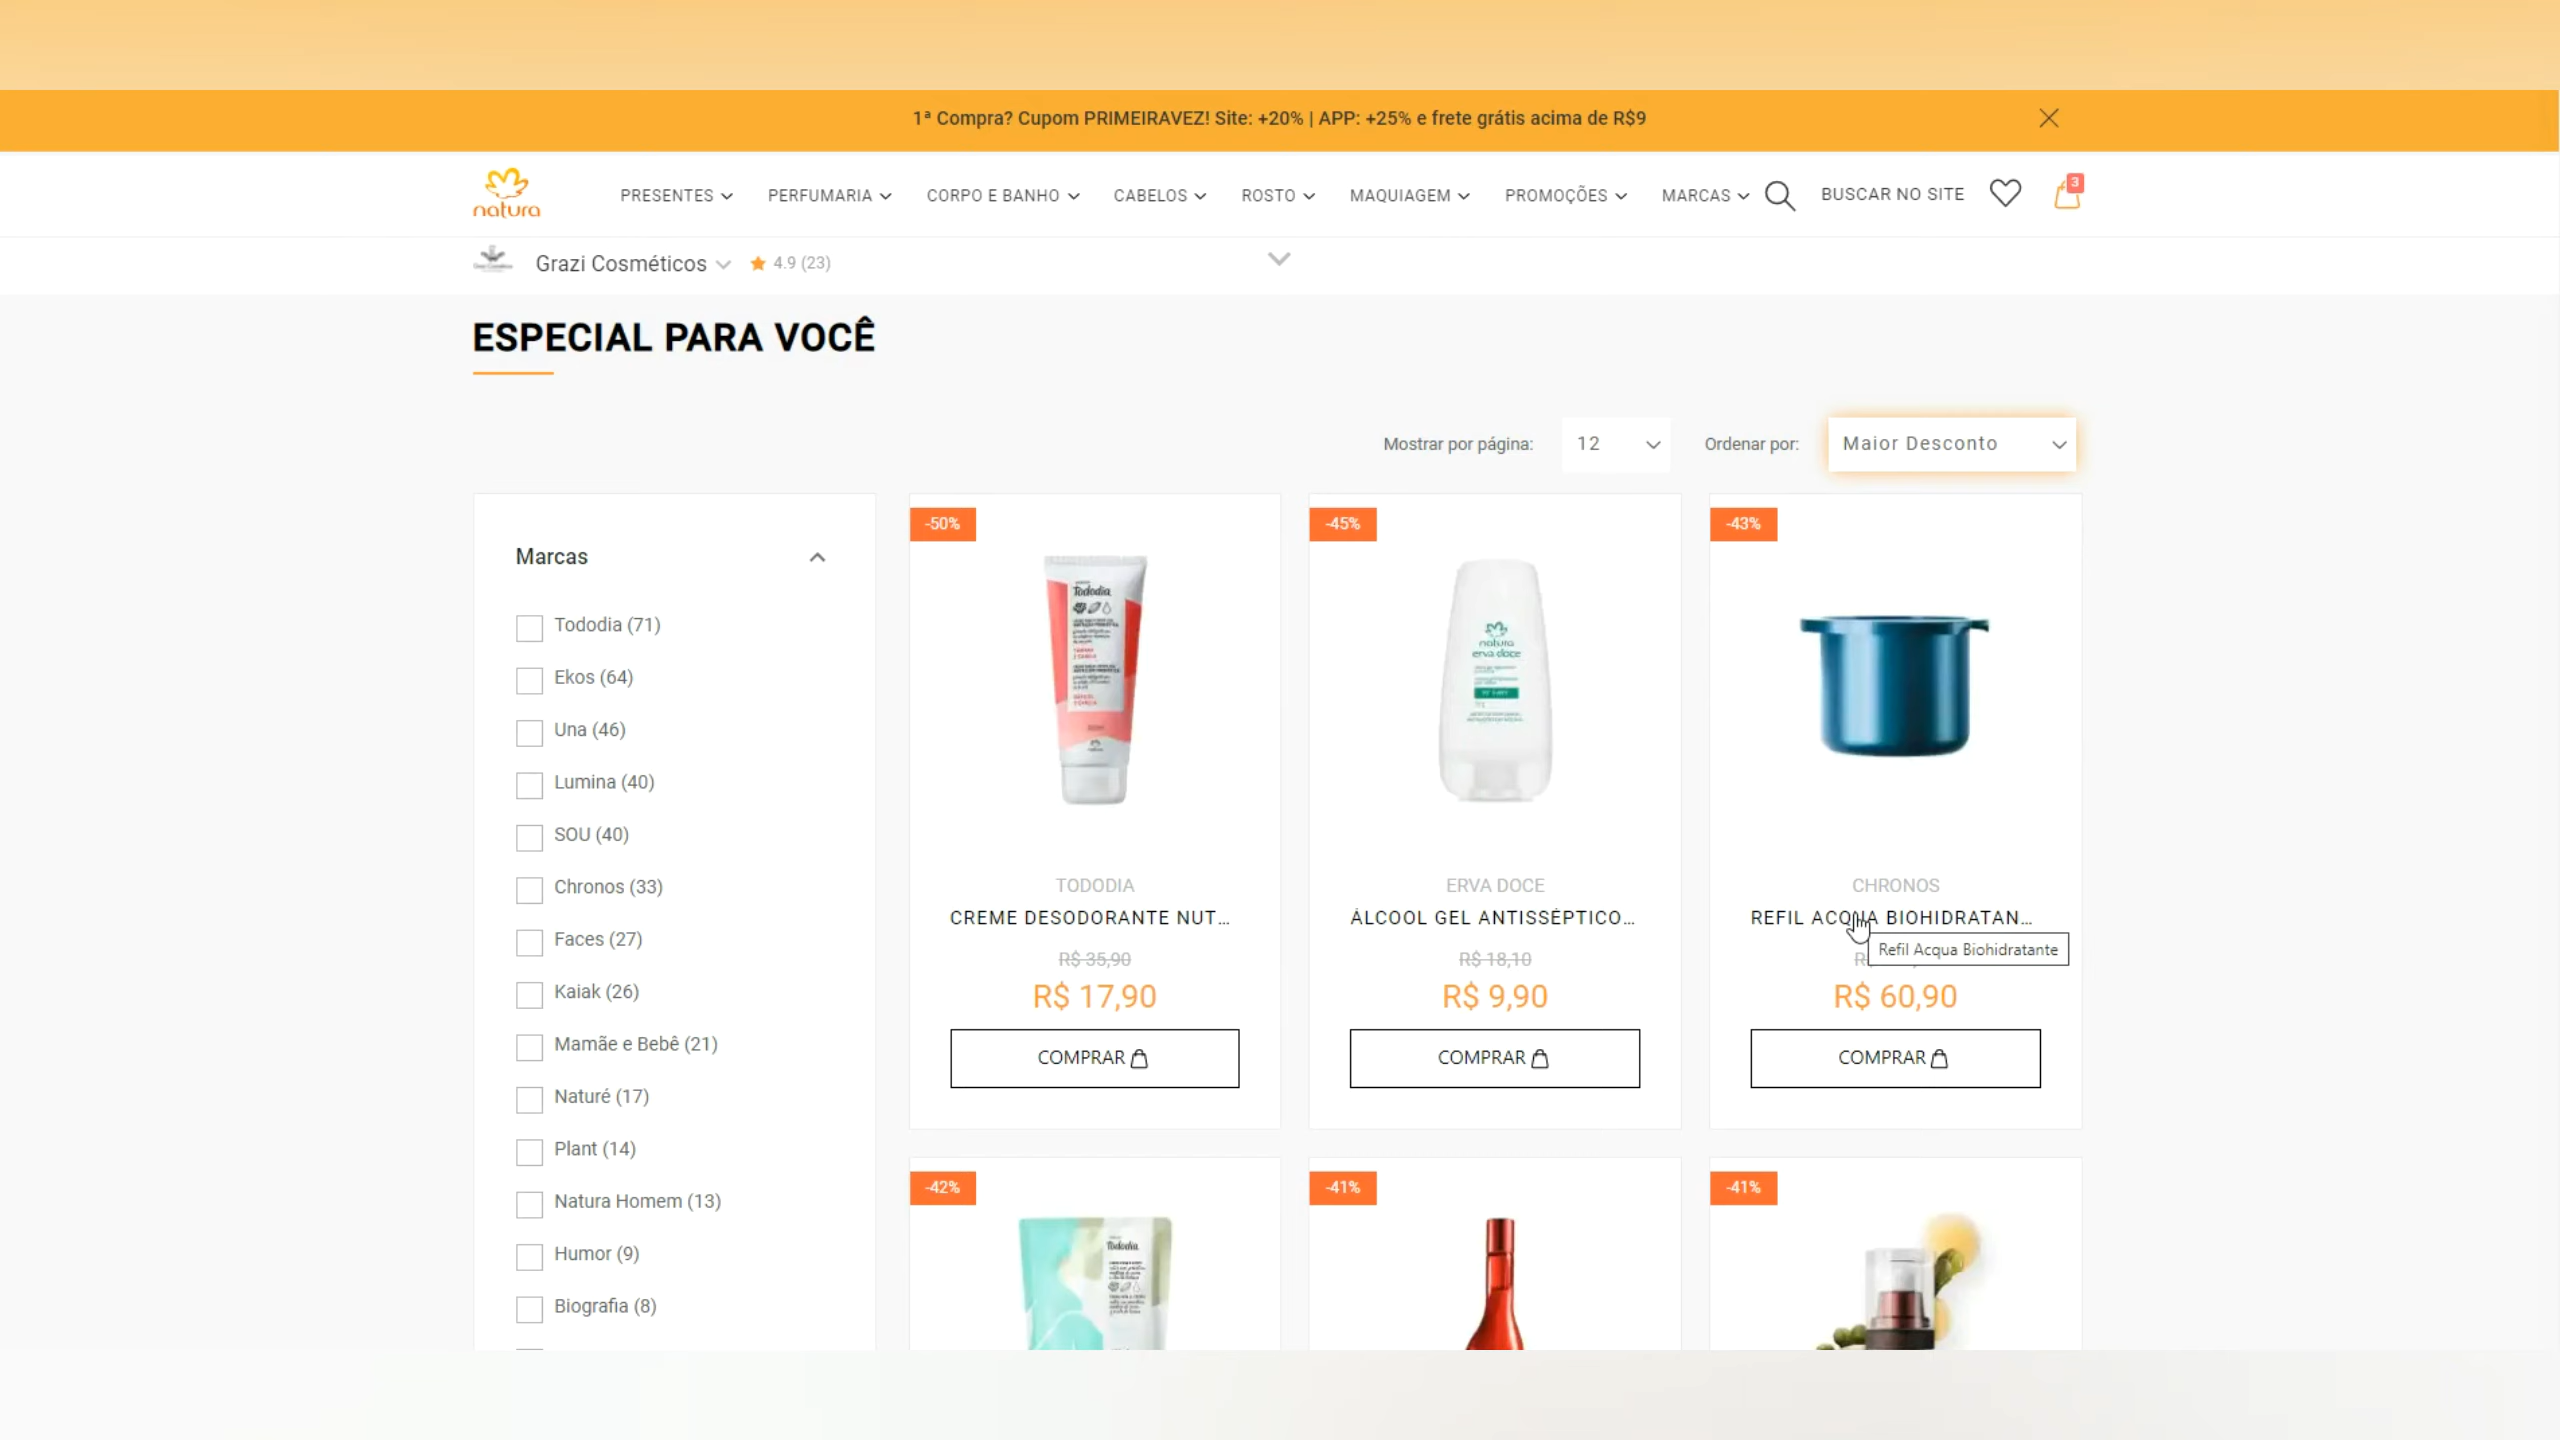 1ª Compra? Cupom PRIMEIRAVEZ! Site: +20% | APP: +25% e frete grátis acima de R$9
natura
PRESENTES
PERFUMARIA
CORPO E BANHO
CABELOS
ROSTO
MAQUIAGEM
PROMOÇÕES
MARCAS
BUSCAR NO SITE
3
Grazi Cosméticos
4.9 (23)
ESPECIAL PARA VOCÊ
Mostrar por página:
12
Ordenar por:
Maior Desconto
Marcas
Tododia (71)
Ekos (64)
Una (46)
Lumina (40)
SOU (40)
Chronos (33)
Faces (27)
Kaiak (26)
Mamãe e Bebê (21)
Naturé (17)
Plant (14)
Natura Homem (13)
Humor (9)
Biografia (8)
-50%
Tododia
TODODIA
CREME DESODORANTE NUT...
R$ 35,90
R$ 17,90
COMPRAR
-45%
natura
erva doce
ERVA DOCE
ÁLCOOL GEL ANTISSÉPTICO...
R$ 18,10
R$ 9,90
COMPRAR
-43%
CHRONOS
REFIL ACQUA BIOHIDRATAN...
Refil Acqua Biohidratante
R$ 60,90
COMPRAR
-42%
Tododia
-41%
-41%